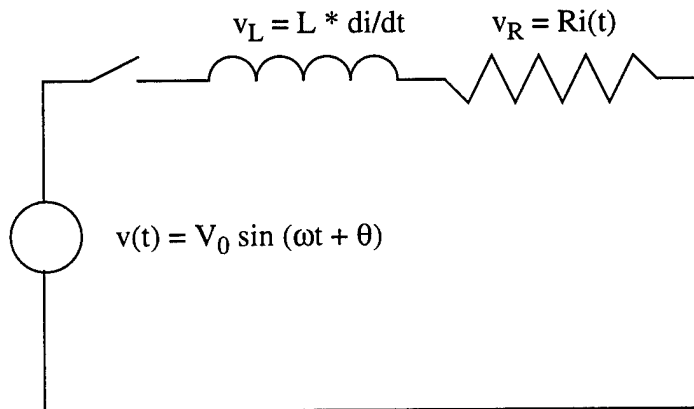 v_L = L * di/dt
v_R = Ri(t)
v(t) = V_0 sin (ωt + θ)